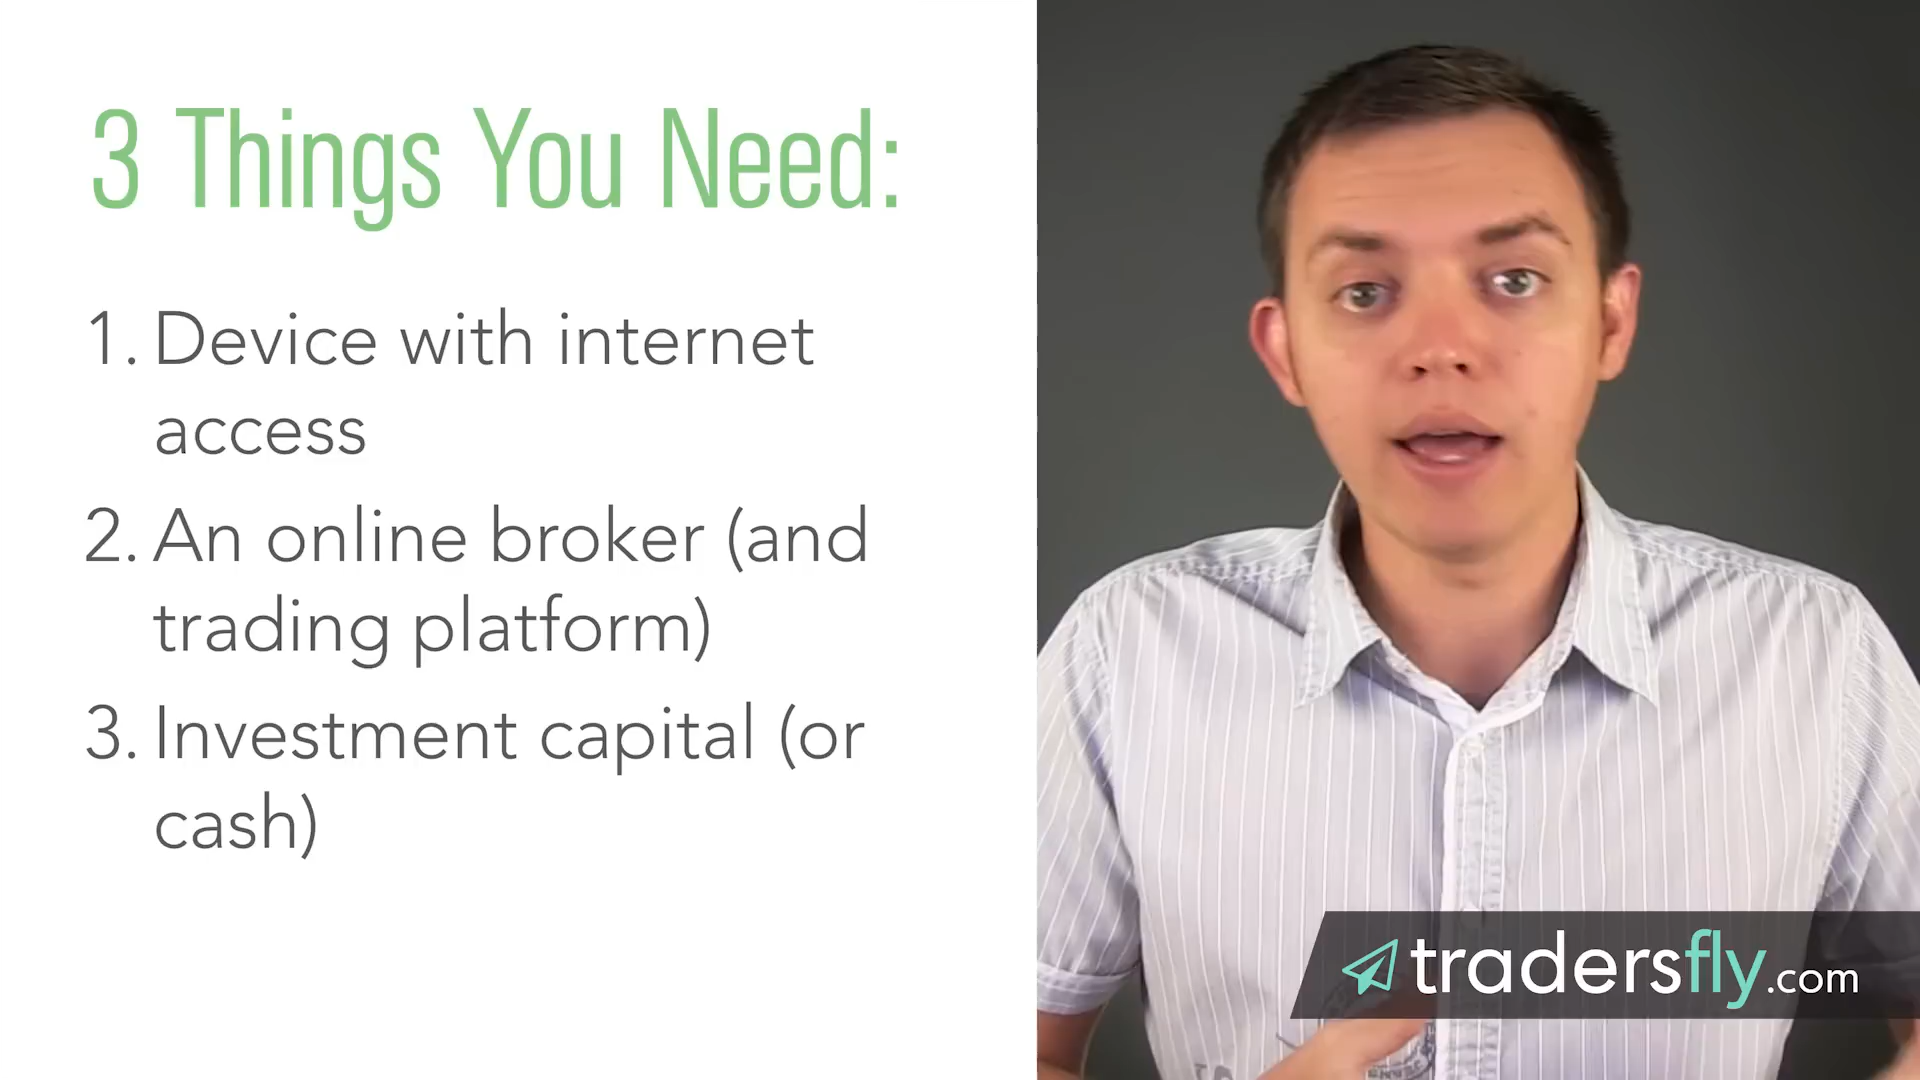 3 Things You Need:
1. Device with internet
access
2. An online broker (and
trading platform)
3. Investment capital (or
cash)
tradersfly.com